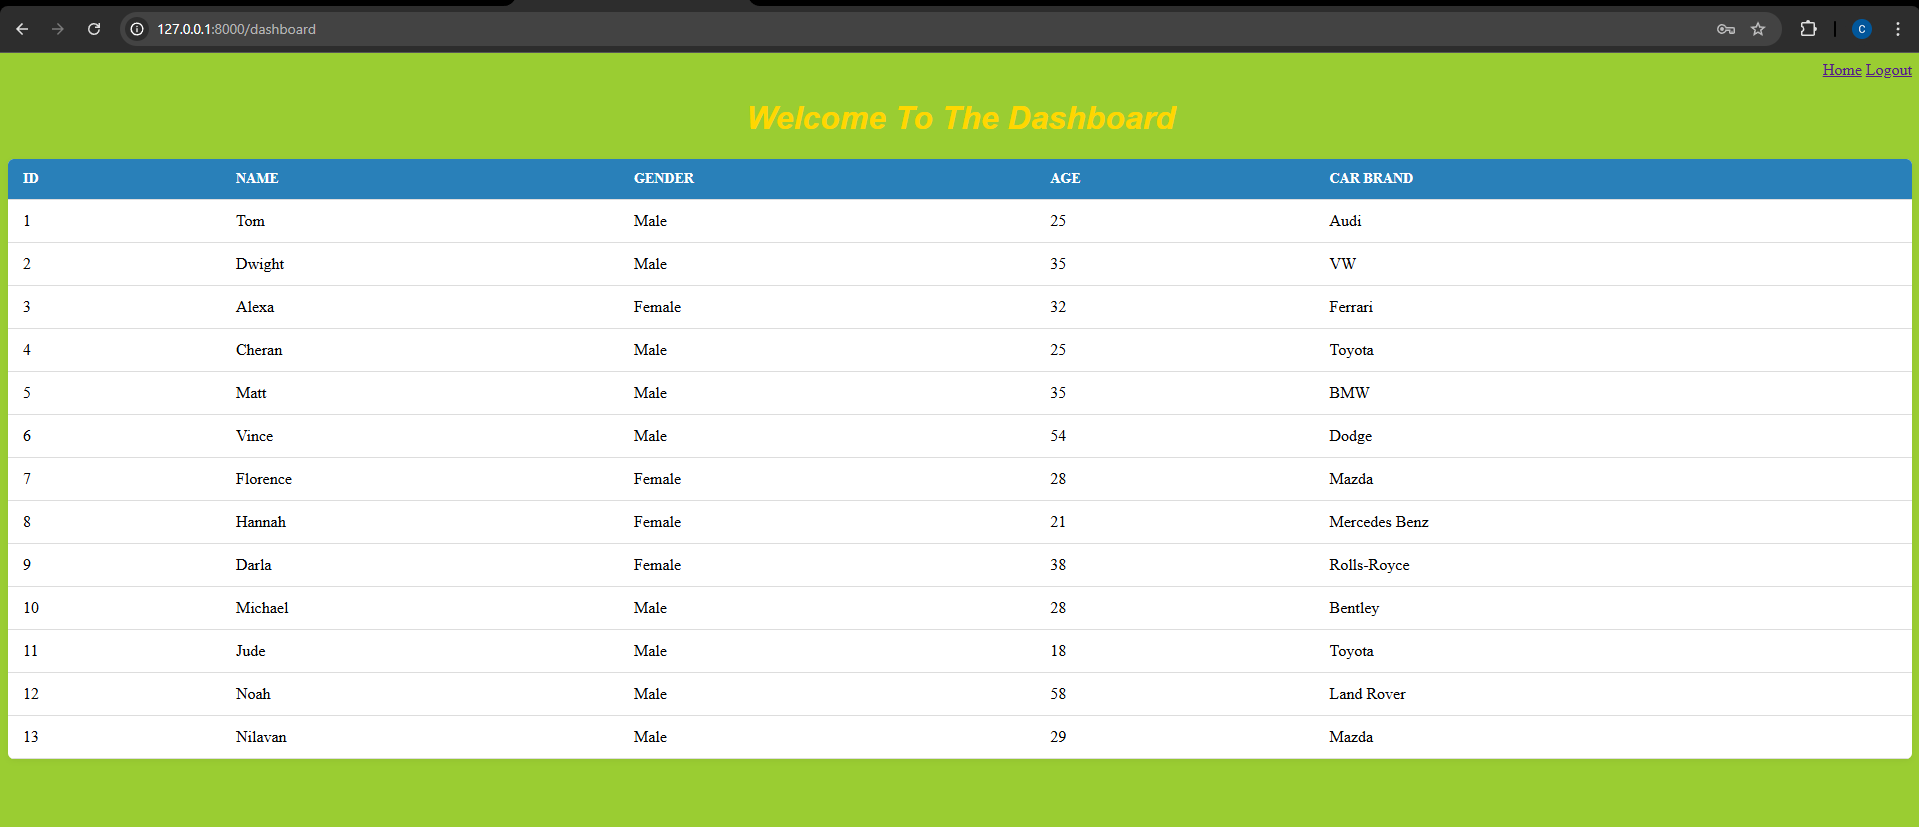 127.0.0.1:8000/dashboard
C
Home Logout
Welcome To The Dashboard
ID NAME GENDER AGE CAR BRAND
1 Tom Male 25 Audi
2 Dwight Male 35 VW
3 Alexa Female 32 Ferrari
4 Cheran Male 25 Toyota
5 Matt Male 35 BMW
6 Vince Male 54 Dodge
7 Florence Female 28 Mazda
8 Hannah Female 21 Mercedes Benz
9 Darla Female 38 Rolls-Royce
10 Michael Male 28 Bentley
11 Jude Male 18 Toyota
12 Noah Male 58 Land Rover
13 Nilavan Male 29 Mazda